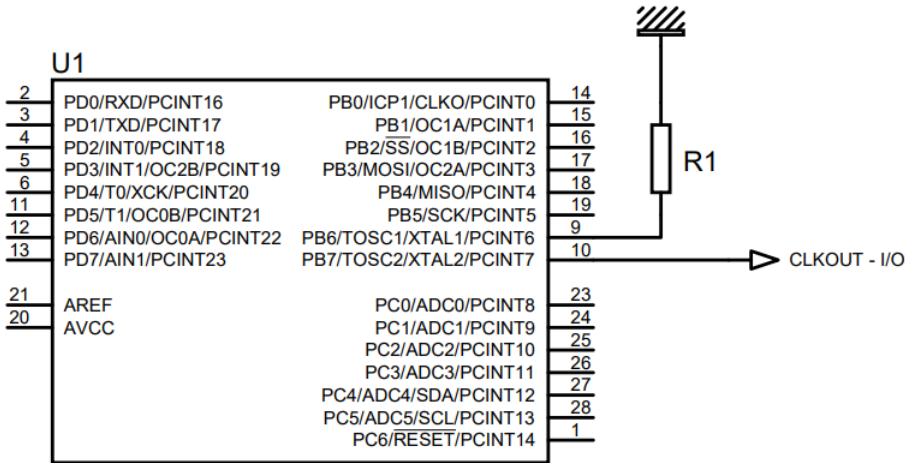 U1
2 PD0/RXD/PCINT16
3 PD1/TXD/PCINT17
4 PD2/INT0/PCINT18
5 PD3/INT1/OC2B/PCINT19
6 PD4/T0/XCK/PCINT20
11 PD5/T1/OC0B/PCINT21
12 PD6/AIN0/OC0A/PCINT22
13 PD7/AIN1/PCINT23
21 AREF
20 AVCC
PB0/ICP1/CLKO/PCINT0 14
PB1/OC1A/PCINT1 15
PB2/SS/OC1B/PCINT2 16
PB3/MOSI/OC2A/PCINT3 17
PB4/MISO/PCINT4 18
PB5/SCK/PCINT5 19
PB6/TOSC1/XTAL1/PCINT6 9
PB7/TOSC2/XTAL2/PCINT7 10
PC0/ADC0/PCINT8 23
PC1/ADC1/PCINT9 24
PC2/ADC2/PCINT10 25
PC3/ADC3/PCINT11 26
PC4/ADC4/SDA/PCINT12 27
PC5/ADC5/SCL/PCINT13 28
PC6/RESET/PCINT14 1
R1
CLKOUT - I/O